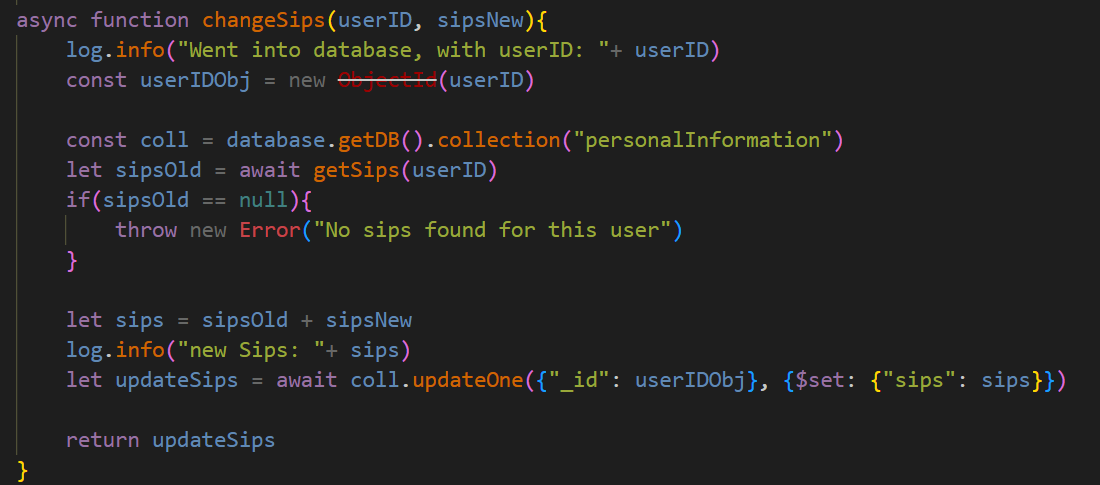 async function changeSips(userID, sipsNew){
log.info("Went into database, with userID: "+ userID)
const userIDObj = new ObjectId(userID)
const coll = database.getDB().collection("personalInformation")
let sipsOld = await getSips(userID)
if(sipsOld == null){
throw new Error("No sips found for this user")
}
let sips = sipsOld + sipsNew
log.info("new Sips: "+ sips)
let updateSips = await coll.updateOne({"_id": userIDObj}, {$set: {"sips": sips}})
return updateSips
}